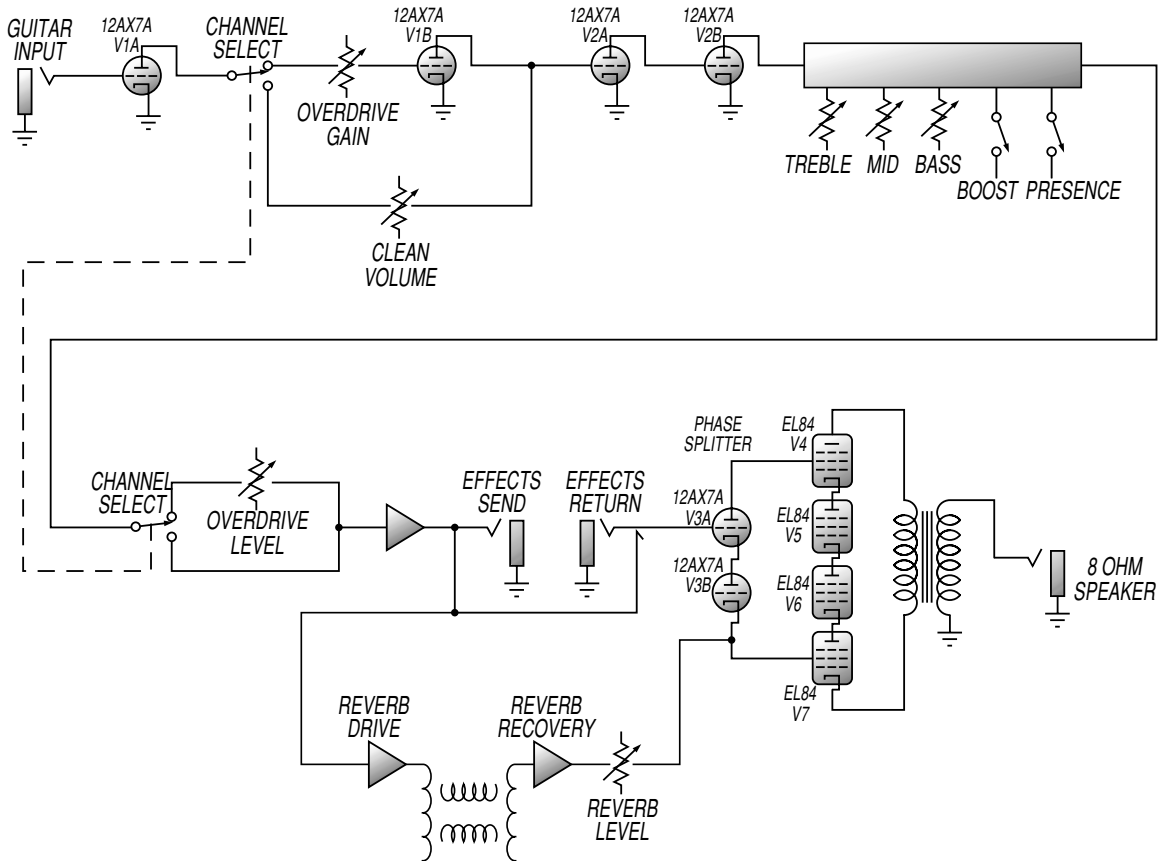 GUITAR
INPUT
12AX7A
V1A
CHANNEL
SELECT
OVERDRIVE
GAIN
12AX7A
V1B
CLEAN
VOLUME
12AX7A
V2A
12AX7A
V2B
TREBLE
MID
BASS
BOOST
PRESENCE
CHANNEL
SELECT
OVERDRIVE
LEVEL
EFFECTS
SEND
EFFECTS
RETURN
PHASE
SPLITTER
12AX7A
V3A
12AX7A
V3B
EL84
V4
EL84
V5
EL84
V6
EL84
V7
8 OHM
SPEAKER
REVERB
DRIVE
REVERB
RECOVERY
REVERB
LEVEL